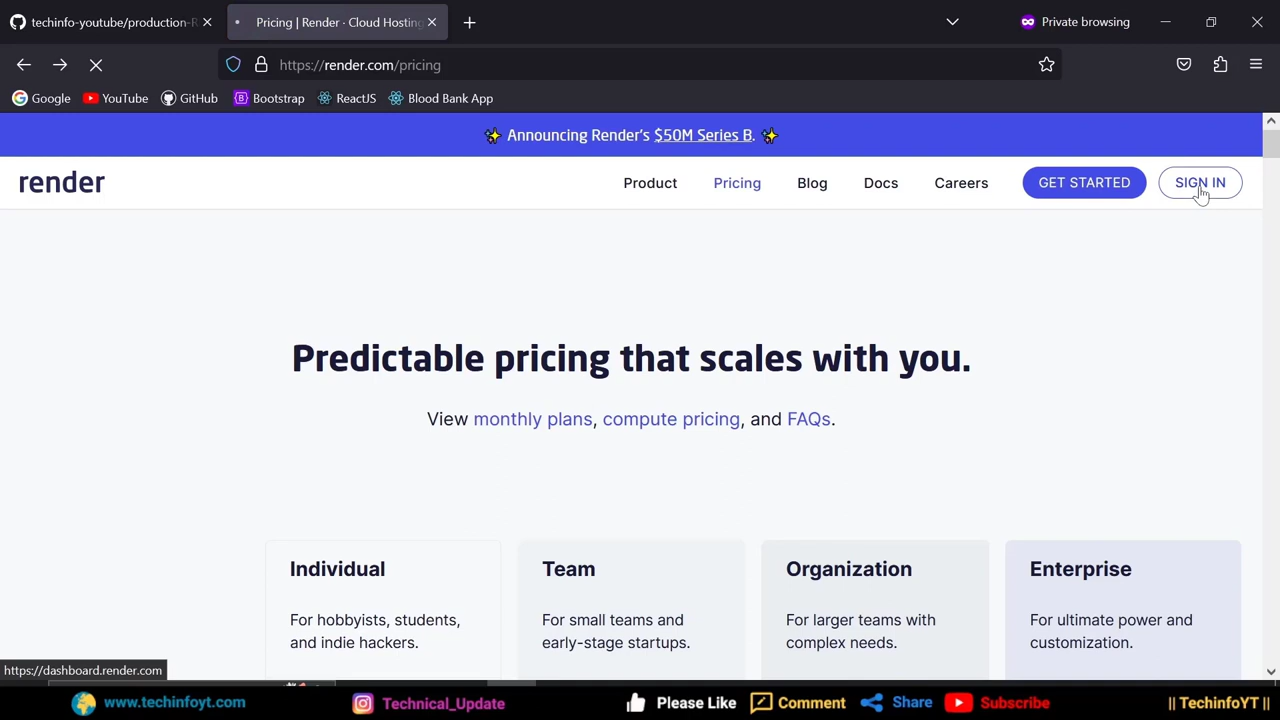 techinfo-youtube/production-R
Pricing | Render · Cloud Hosting
Private browsing
https://render.com/pricing
Google
YouTube
GitHub
Bootstrap
ReactJS
Blood Bank App
✨ Announcing Render's $50M Series B. ✨
render
Product
Pricing
Blog
Docs
Careers
GET STARTED
SIGN IN
Predictable pricing that scales with you.
View monthly plans, compute pricing, and FAQs.
Individual
For hobbyists, students,
and indie hackers.
Team
For small teams and
early-stage startups.
Organization
For larger teams with
complex needs.
Enterprise
For ultimate power and
customization.
https://dashboard.render.com
www.techinfoyt.com
Technical_Update
Please Like
Comment
Share
Subscribe
|| TechinfoYT ||